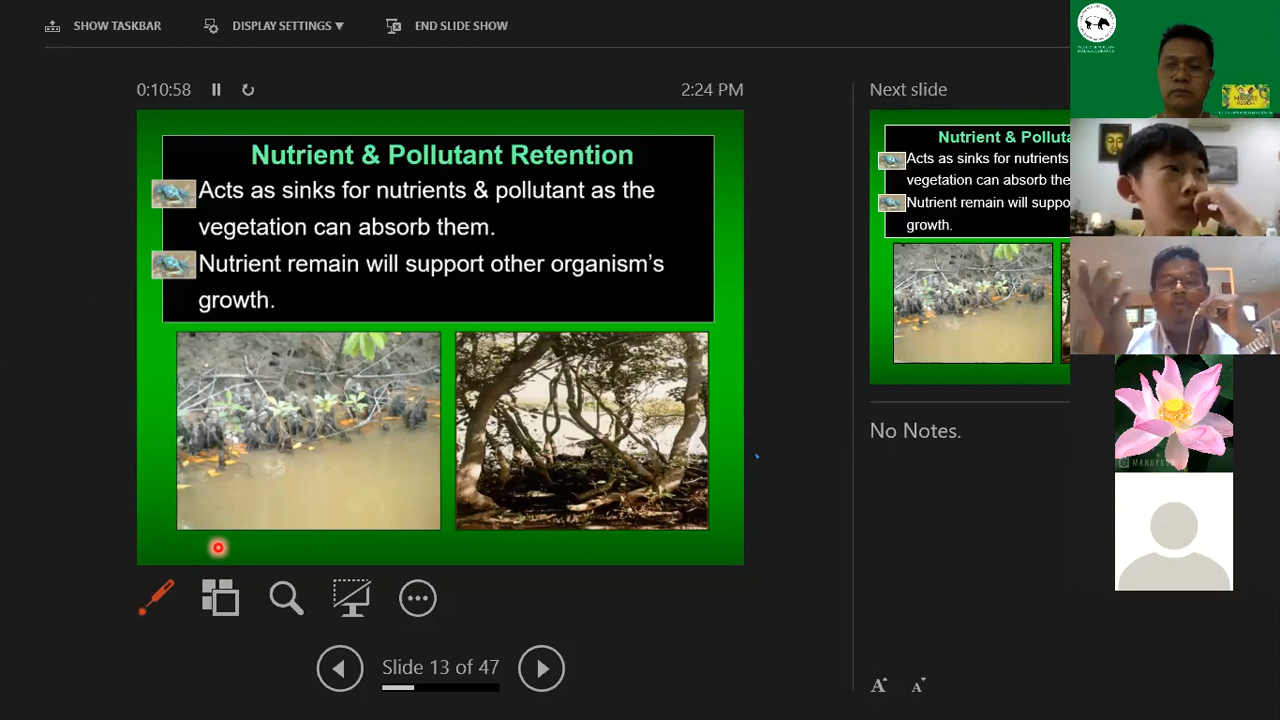 SHOW TASKBAR
DISPLAY SETTINGS ▼
END SLIDE SHOW
0:10:58
2:24 PM
Nutrient & Pollutant Retention
Acts as sinks for nutrients & pollutant as the
vegetation can absorb them.
Nutrient remain will support other organism's
growth.
Slide 13 of 47
Next slide
Nutrient & Polluta
Acts as sinks for nutrients
vegetation can absorb the
Nutrient remain will suppo
growth.
No Notes.
A A